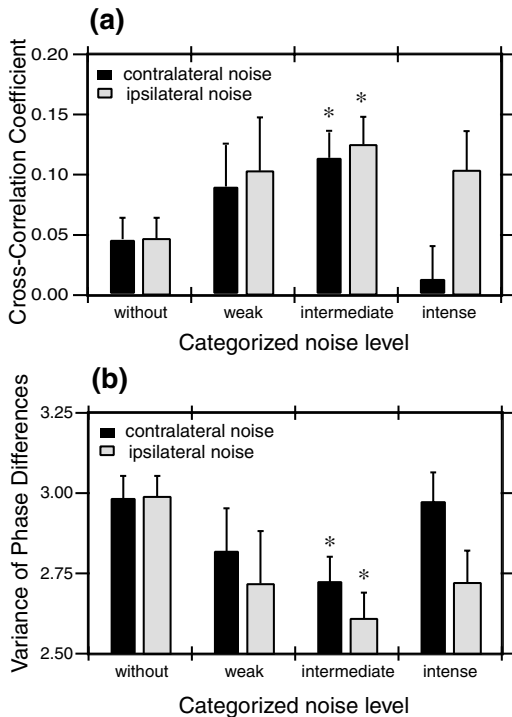 (a)
Cross-Correlation Coefficient
0.20
0.15
0.10
0.05
0.00
contralateral noise
ipsilateral noise
* *
without weak intermediate intense
Categorized noise level
(b)
Variance of Phase Differences
3.25
3.00
2.75
2.50
contralateral noise
ipsilateral noise
* *
without weak intermediate intense
Categorized noise level